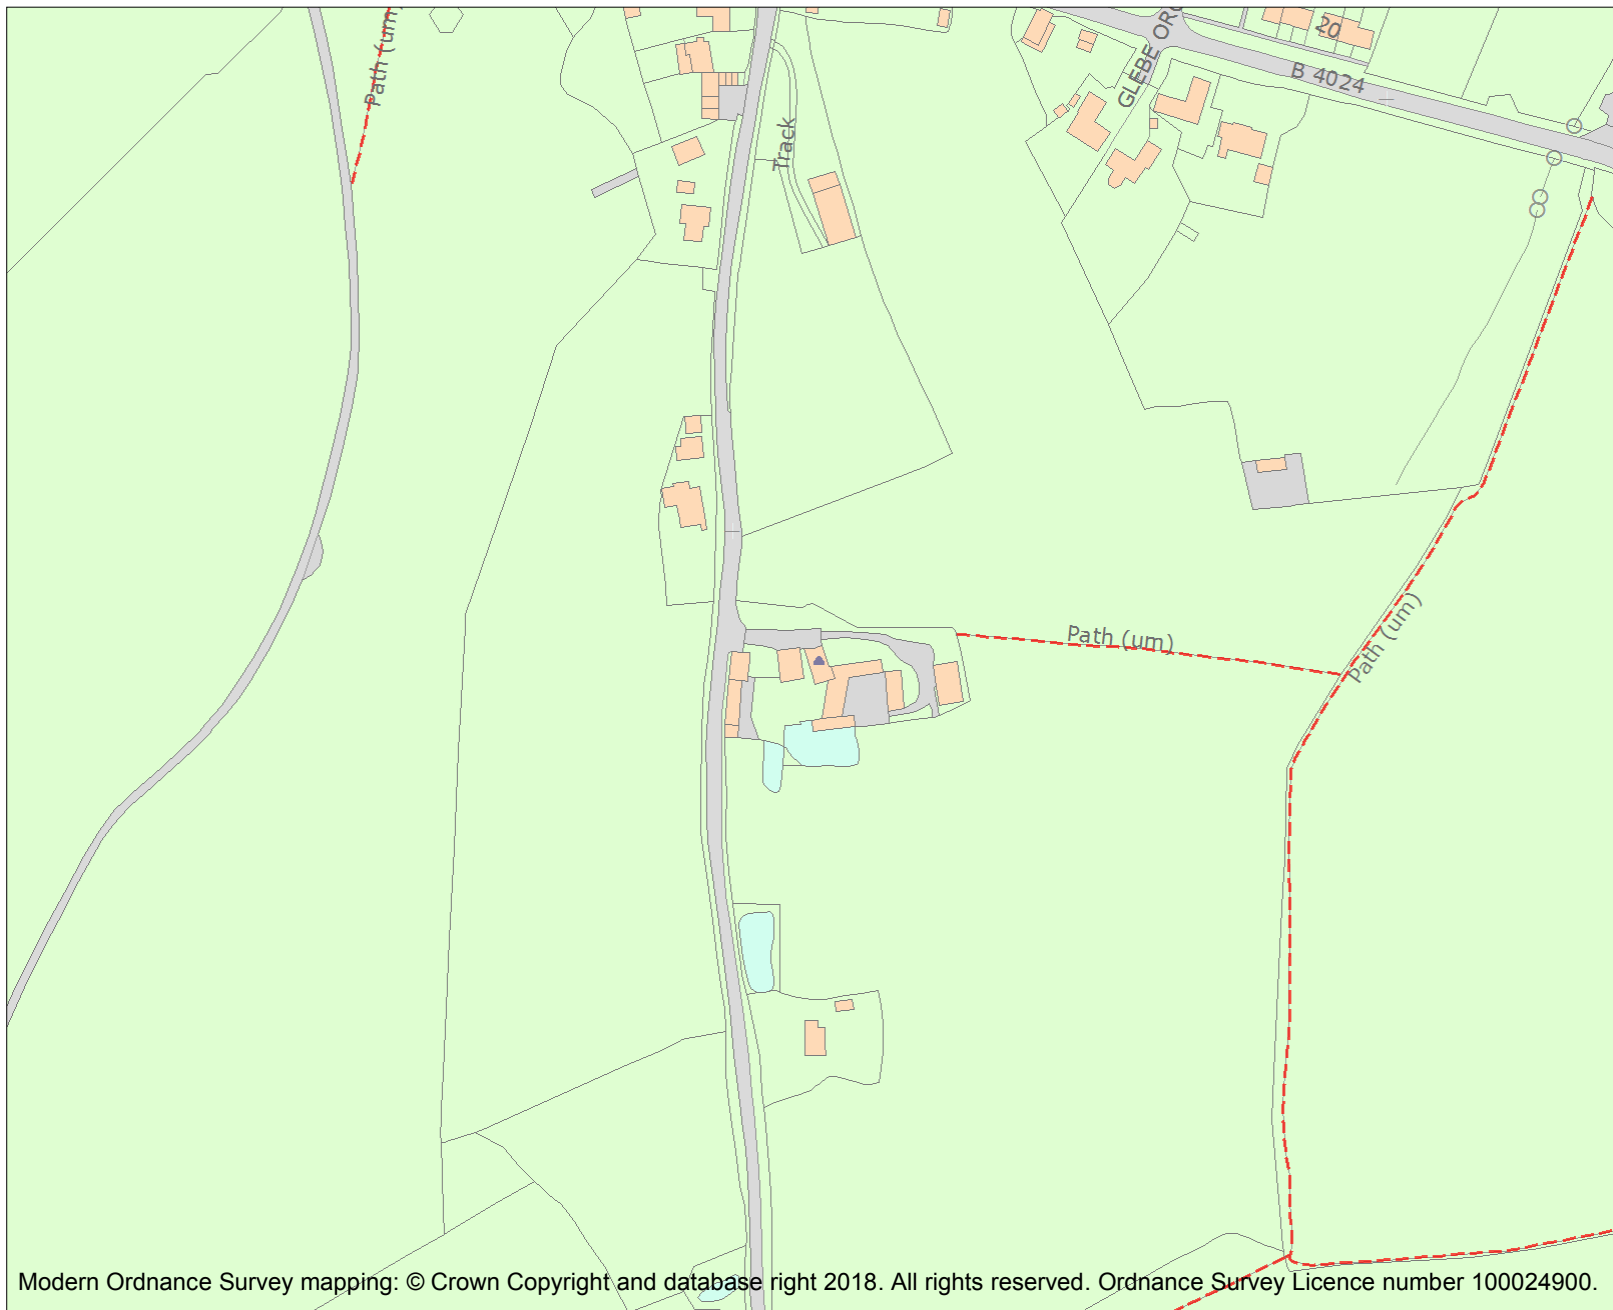 Path (um)
GLEBE ORC
20
B 4024
Track
Path (um)
Path (um)
Modern Ordnance Survey mapping: © Crown Copyright and database right 2018. All rights reserved. Ordnance Survey Licence number 100024900.